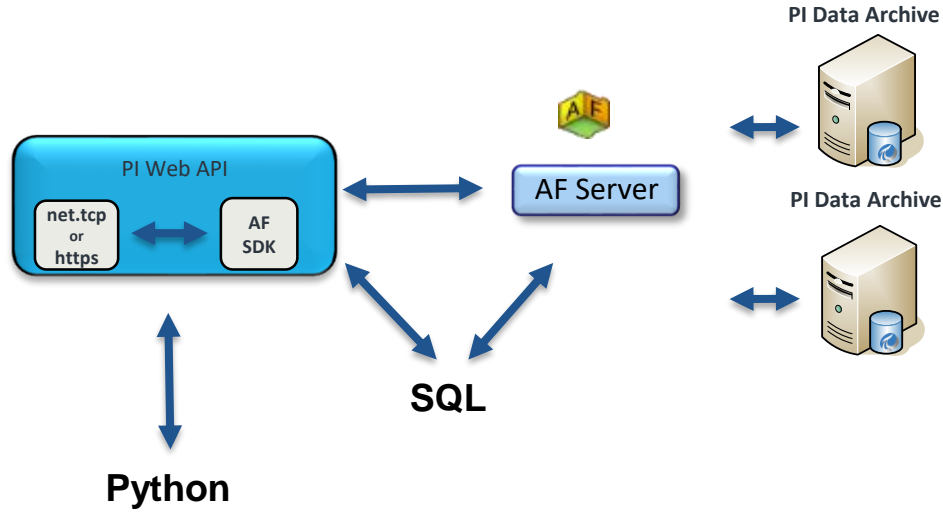 PI Data Archive
A F
PI Web API
AF Server
net.tcp
or
https
AF
SDK
PI Data Archive
SQL
Python